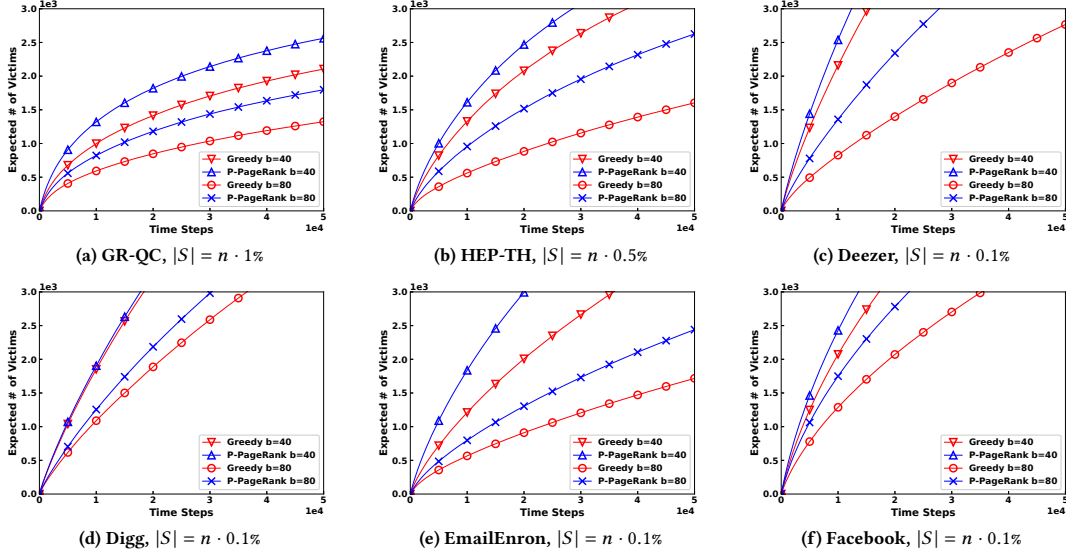 1e3
3.0
2.5
2.0
1.5
1.0
0.5
0.0
Expected # of Victims
Greedy b=40
P-PageRank b=40
Greedy b=80
P-PageRank b=80
0 1 2 3 4 5
Time Steps
1e4
(a) GR-QC, |S| = n · 1%
1e3
3.0
2.5
2.0
1.5
1.0
0.5
0.0
Expected # of Victims
Greedy b=40
P-PageRank b=40
Greedy b=80
P-PageRank b=80
0 1 2 3 4 5
Time Steps
1e4
(b) HEP-TH, |S| = n · 0.5%
1e3
3.0
2.5
2.0
1.5
1.0
0.5
0.0
Expected # of Victims
Greedy b=40
P-PageRank b=40
Greedy b=80
P-PageRank b=80
0 1 2 3 4 5
Time Steps
1e4
(c) Deezer, |S| = n · 0.1%
1e3
3.0
2.5
2.0
1.5
1.0
0.5
0.0
Expected # of Victims
Greedy b=40
P-PageRank b=40
Greedy b=80
P-PageRank b=80
0 1 2 3 4 5
Time Steps
1e4
(d) Digg, |S| = n · 0.1%
1e3
3.0
2.5
2.0
1.5
1.0
0.5
0.0
Expected # of Victims
Greedy b=40
P-PageRank b=40
Greedy b=80
P-PageRank b=80
0 1 2 3 4 5
Time Steps
1e4
(e) EmailEnron, |S| = n · 0.1%
1e3
3.0
2.5
2.0
1.5
1.0
0.5
0.0
Expected # of Victims
Greedy b=40
P-PageRank b=40
Greedy b=80
P-PageRank b=80
0 1 2 3 4 5
Time Steps
1e4
(f) Facebook, |S| = n · 0.1%